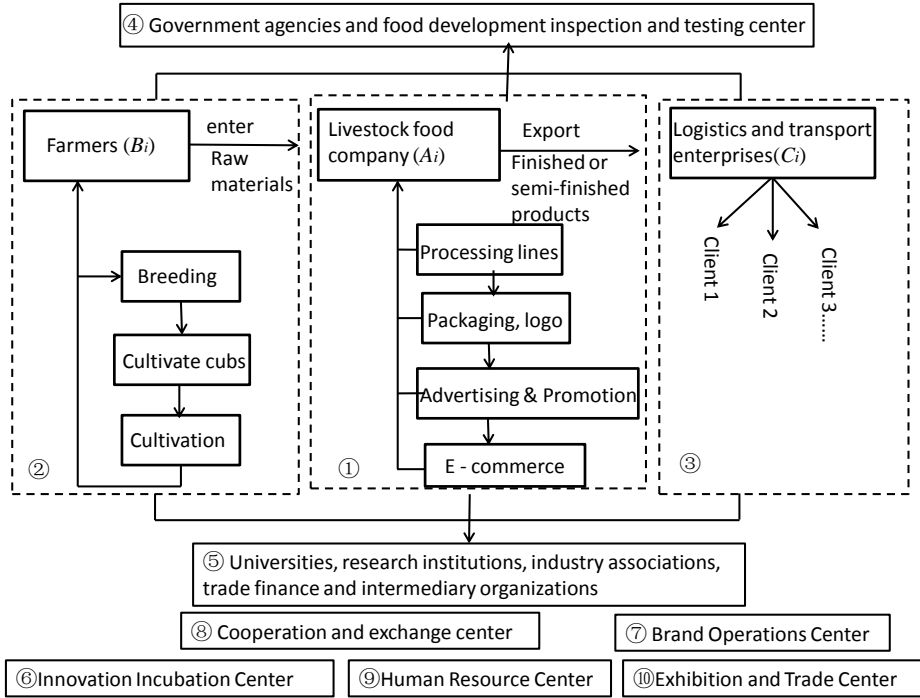 ④ Government agencies and food development inspection and testing center
Farmers (Bi)
enter
Raw
materials
Breeding
Cultivate cubs
Cultivation
②
Livestock food
company (Ai)
Export
Finished or
semi-finished
products
Processing lines
Packaging, logo
Advertising & Promotion
E - commerce
①
Logistics and transport
enterprises(Ci)
Client 1
Client 2
Client 3......
③
⑤ Universities, research institutions, industry associations,
trade finance and intermediary organizations
⑧ Cooperation and exchange center
⑦ Brand Operations Center
⑥Innovation Incubation Center
⑨Human Resource Center
⑩Exhibition and Trade Center